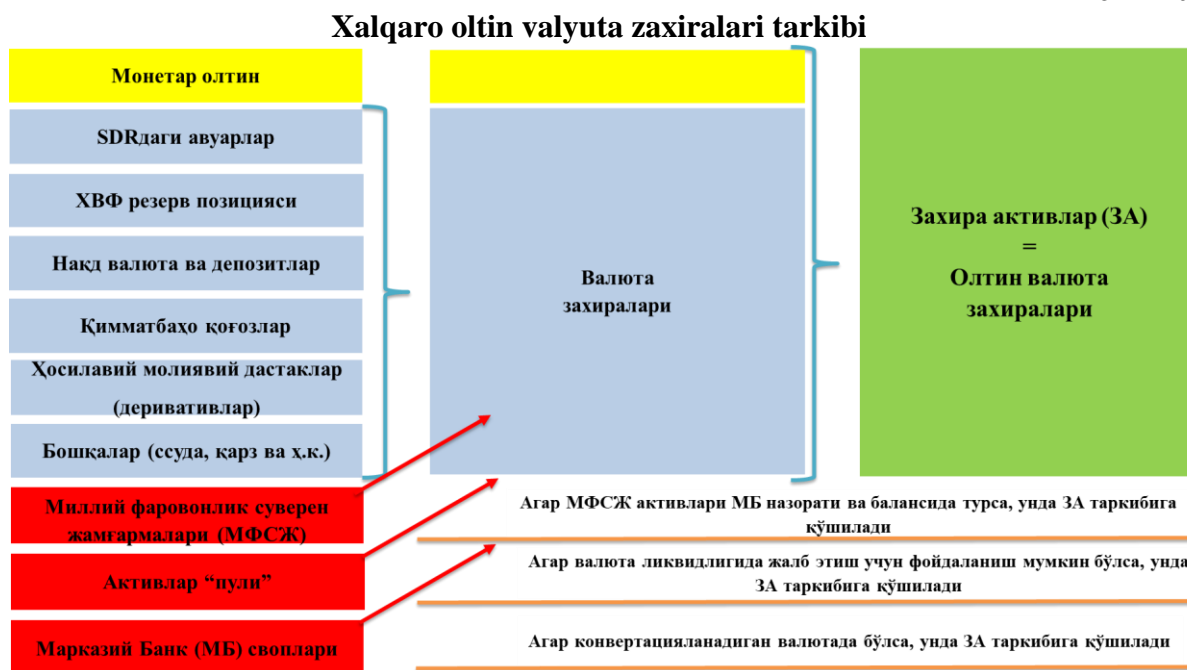 Xalqaro oltin valyuta zaxiralari tarkibi
Монетар олтин
SDRдаги авуарлар
ХВФ резерв позицияси
Нақд валюта ва депозитлар
Қимматбаҳо қоғозлар
Ҳосилавий молиявий дастаклар
(деривативлар)
Бошқалар (ссуда, қарз ва ҳ.к.)
Миллий фаровонлик суверен
жамғармалари (МФСЖ)
Активлар “пули”
Марказий Банк (МБ) своплари
Валюта
захиралари
Захира активлар (ЗА)
=
Олтин валюта
захиралари
Агар МФСЖ активлари МБ назорати ва балансида турса, унда ЗА таркибига
қўшилади
Агар валюта ликвидлигида жалб этиш учун фойдаланиш мумкин бўлса, унда
ЗА таркибига қўшилади
Агар конвертацияланадиган валютада бўлса, унда ЗА таркибига қўшилади